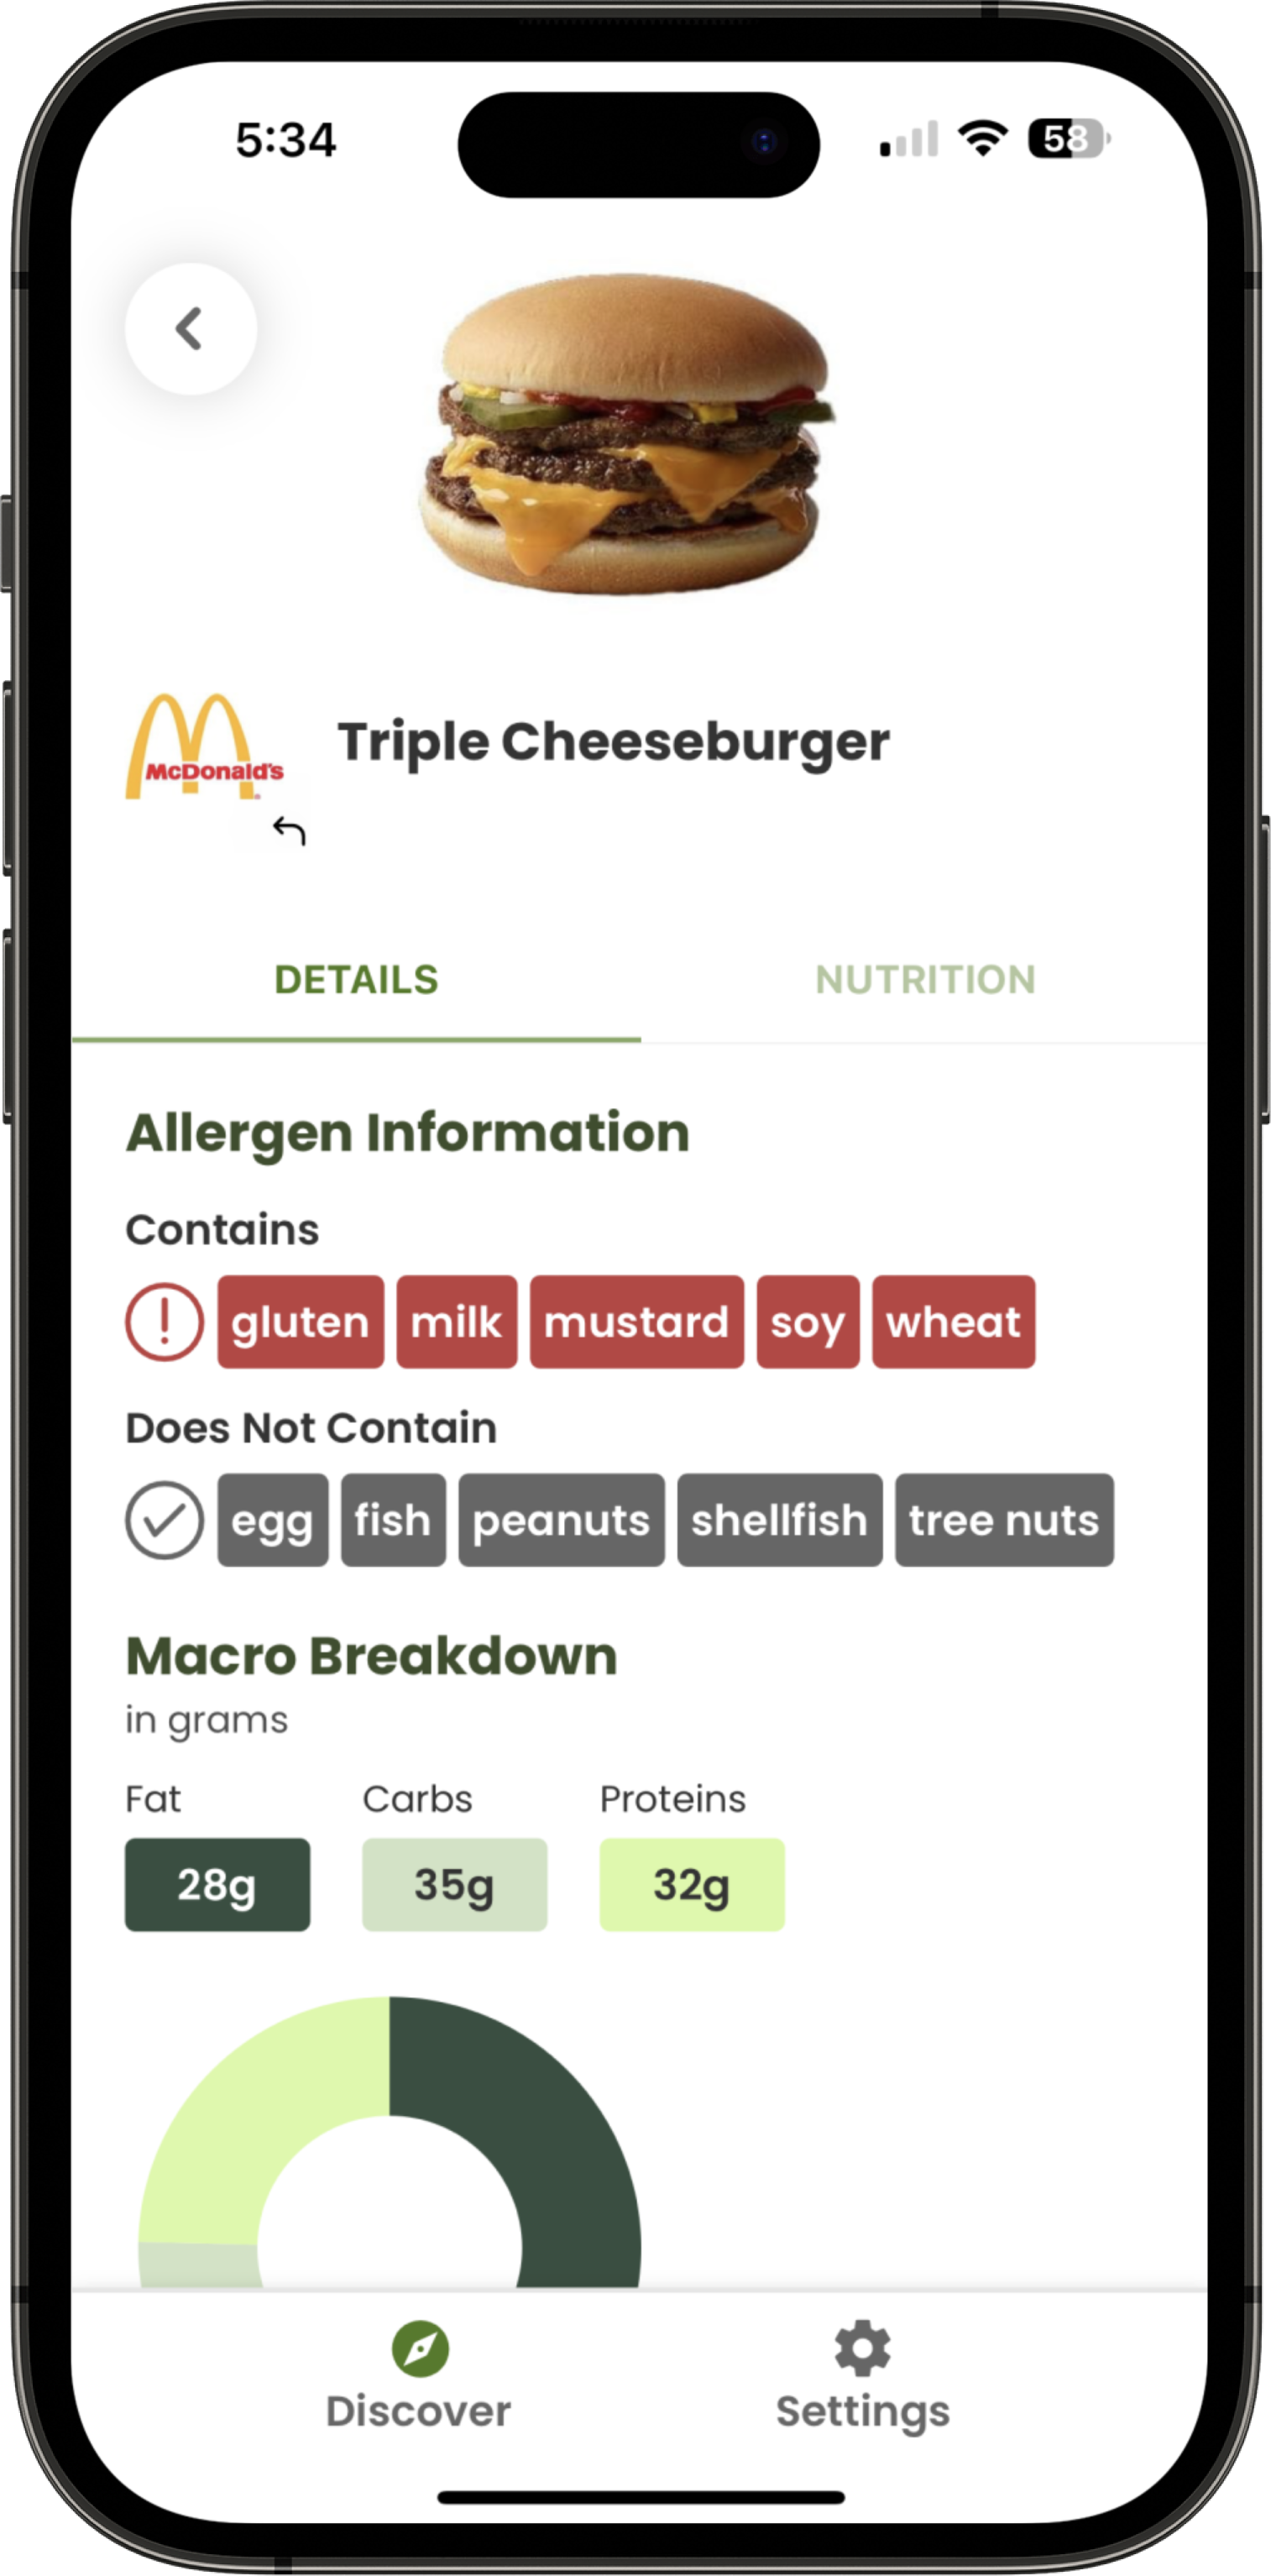 5:34
58
McDonald's
Triple Cheeseburger
DETAILS NUTRITION
Allergen Information
Contains
gluten milk mustard soy wheat
Does Not Contain
egg fish peanuts shellfish tree nuts
Macro Breakdown
in grams
Fat Carbs Proteins
28g 35g 32g
Discover Settings